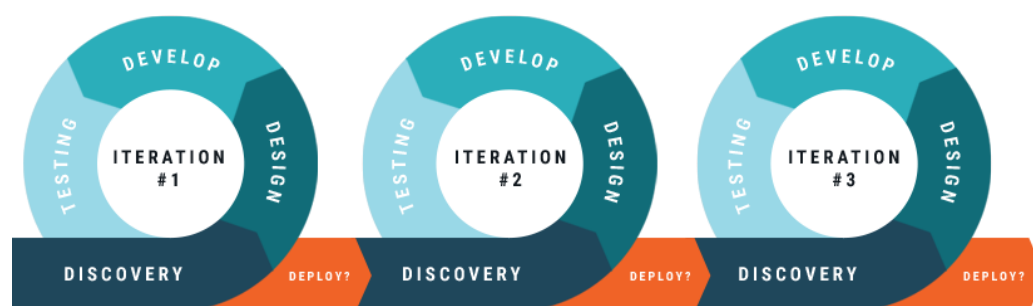 DEVELOP
DESIGN
TESTING
ITERATION
#1
DISCOVERY
DEPLOY?
DEVELOP
DESIGN
TESTING
ITERATION
#2
DISCOVERY
DEPLOY?
DEVELOP
DESIGN
TESTING
ITERATION
#3
DISCOVERY
DEPLOY?